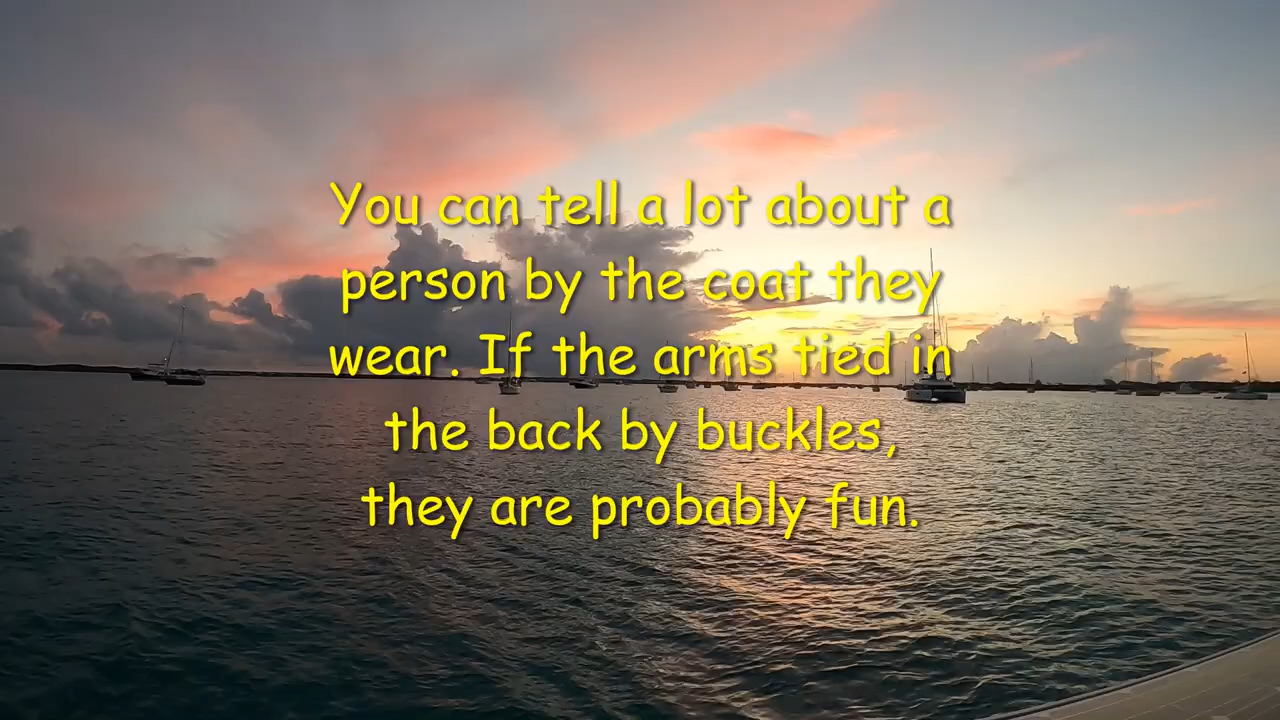 You can tell a lot about a
person by the coat they
wear. If the arms tied in
the back by buckles,
they are probably fun.